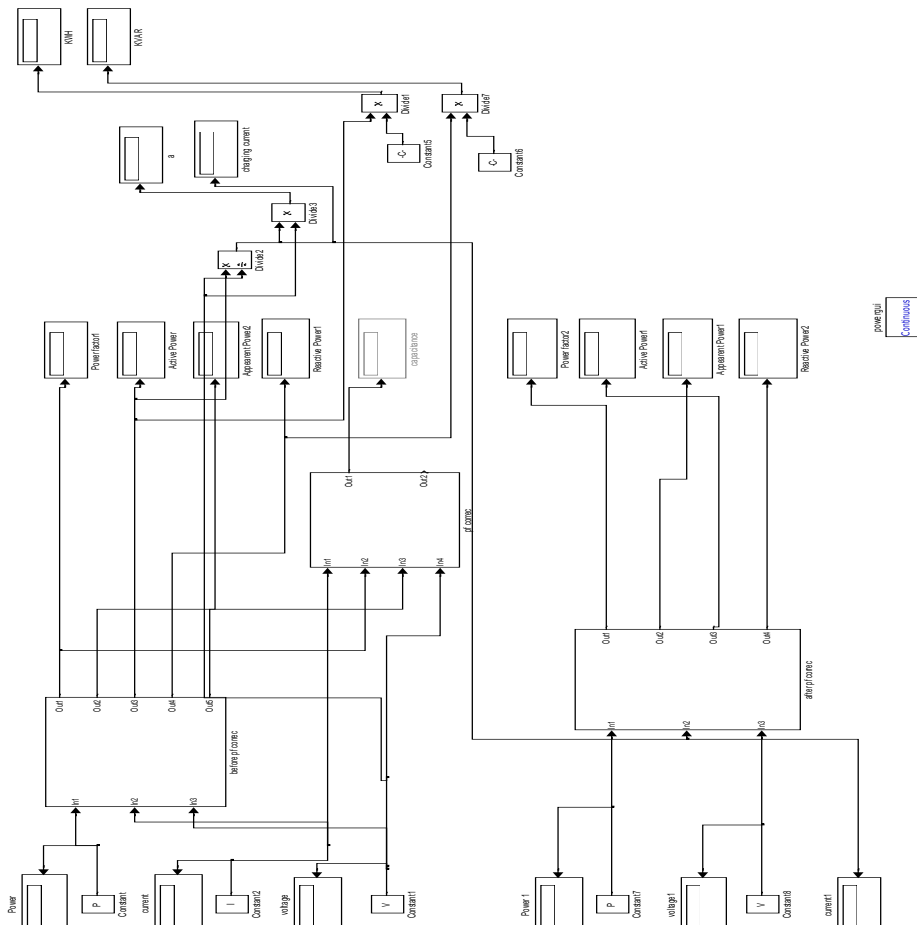 KWH
KVAR
X
Divide1
X
Divide7
-C-
Constant5
-C-
Constant6
a
charging current
X
Divide3
X
÷
Divide2
Power factor1
Active Power
Appearent Power2
Reactive Power1
capacitance
Power factor2
Active Power1
Appearent Power1
Reactive Power2
powergui
Continuous
Out1
Out2
pf correc
In1
In2
In3
In4
Out1
Out2
Out3
Out4
Out5
before pf correc
In1
In2
In3
Out1
Out2
Out3
Out4
after pf correc
In1
In2
In3
Power
P
Constant
current
I
Constant2
voltage
V
Constant1
Power 1
P
Constant7
voltage1
V
Constant8
current1